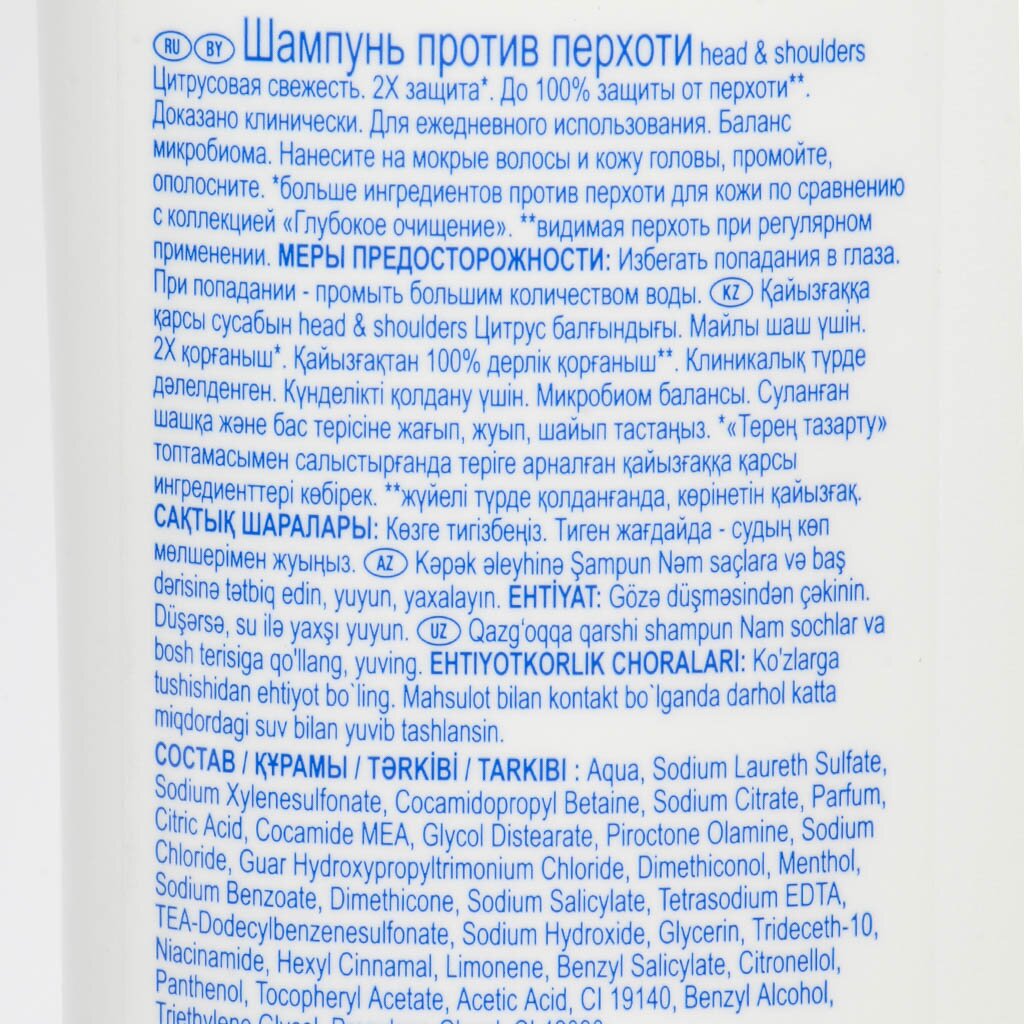 RU BY Шампунь против перхоти head & shoulders
Цитрусовая свежесть. 2X защита*. До 100% защиты от перхоти**.
Доказано клинически. Для ежедневного использования. Баланс
микробиома. Нанесите на мокрые волосы и кожу головы, промойте,
ополосните. *больше ингредиентов против перхоти для кожи по сравнению
с коллекцией «Глубокое очищение». **видимая перхоть при регулярном
применении. МЕРЫ ПРЕДОСТОРОЖНОСТИ: Избегать попадания в глаза.
При попадании - промыть большим количеством воды. KZ Қайызғаққа
қарсы сусабын head & shoulders Цитрус балғындығы. Майлы шаш үшін.
2X қорғаныш*. Қайызғақтан 100% дерлік қорғаныш**. Клиникалық түрде
дәлелденген. Күнделікті қолдану үшін. Микробиом балансы. Суланған
шашқа және бас терісіне жағып, жуып, шайып тастаңыз. *«Терең тазарту»
топтамасымен салыстырғанда теріге арналған қайызғаққа қарсы
ингредиенттері көбірек. **жүйелі түрде қолданғанда, көрінетін қайызғақ.
САҚТЫҚ ШАРАЛАРЫ: Көзге тигізбеңіз. Тиген жағдайда - судың көп
мөлшерімен жуыңыз. AZ Kəpək əleyhinə Şampun Nəm saçlara və baş
dərisinə tətbiq edin, yuyun, yaxalayın. EHTİYAT: Gözə düşməsindən çəkinin.
Düşərsə, su ilə yaxşı yuyun. UZ Qazg'oqqa qarshi shampun Nam sochlar va
bosh terisiga qo'llang, yuving. EHTIYOTKORLIK CHORALARI: Ko'zlarga
tushishidan ehtiyot bo`ling. Mahsulot bilan kontakt bo`lganda darhol katta
miqdordagi suv bilan yuvib tashlansin.
СОСТАВ / ҚҰРАМЫ / TƏRKİBİ / TARKIBI : Aqua, Sodium Laureth Sulfate,
Sodium Xylenesulfonate, Cocamidopropyl Betaine, Sodium Citrate, Parfum,
Citric Acid, Cocamide MEA, Glycol Distearate, Piroctone Olamine, Sodium
Chloride, Guar Hydroxypropyltrimonium Chloride, Dimethiconol, Menthol,
Sodium Benzoate, Dimethicone, Sodium Salicylate, Tetrasodium EDTA,
TEA-Dodecylbenzenesulfonate, Sodium Hydroxide, Glycerin, Trideceth-10,
Niacinamide, Hexyl Cinnamal, Limonene, Benzyl Salicylate, Citronellol,
Panthenol, Tocopheryl Acetate, Acetic Acid, CI 19140, Benzyl Alcohol,
Triethylene Glycol,